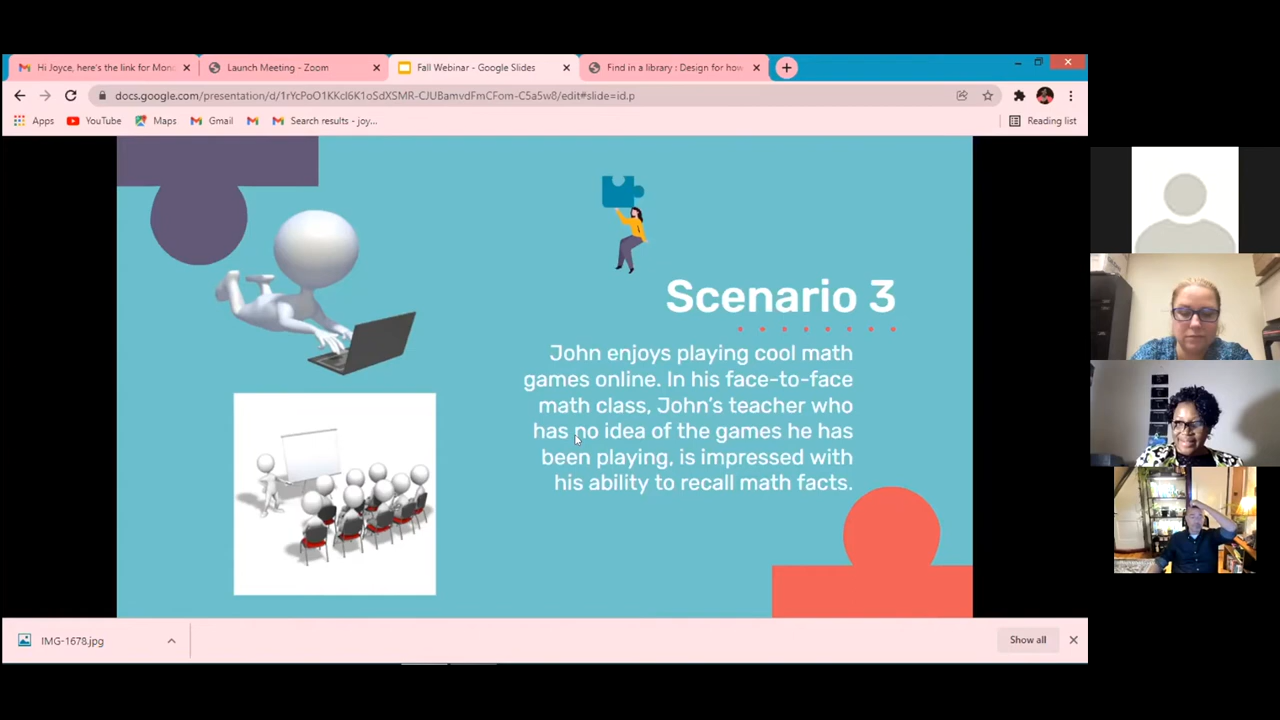 Hi Joyce, here's the link for Mon
Launch Meeting - Zoom
Fall Webinar - Google Slides
Find in a library : Design for how
docs.google.com/presentation/d/1rYcPoO1KKcI6K1oSdXSMR-CJUBamvdFmCFom-C5a5w8/edit#slide=id.p
Apps
YouTube
Maps
Gmail
Search results - joy...
Reading list
Scenario 3
John enjoys playing cool math
games online. In his face-to-face
math class, John's teacher who
has no idea of the games he has
been playing, is impressed with
his ability to recall math facts.
IMG-1678.jpg
Show all